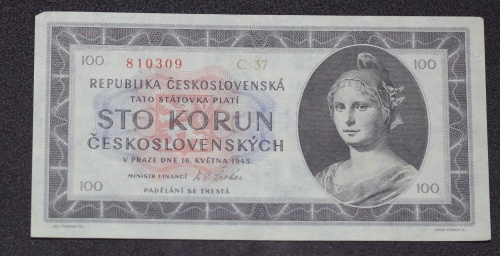 100 810309 C 37 100
REPUBLIKA ČESKOSLOVENSKÁ
TATO STÁTOVKA PLATÍ
STO KORUN
ČESKOSLOVENSKÝCH
V PRAZE DNE 16. KVĚTNA 1945.
MINISTR FINANCÍ
100 PADĚLÁNÍ SE TRESTÁ 100